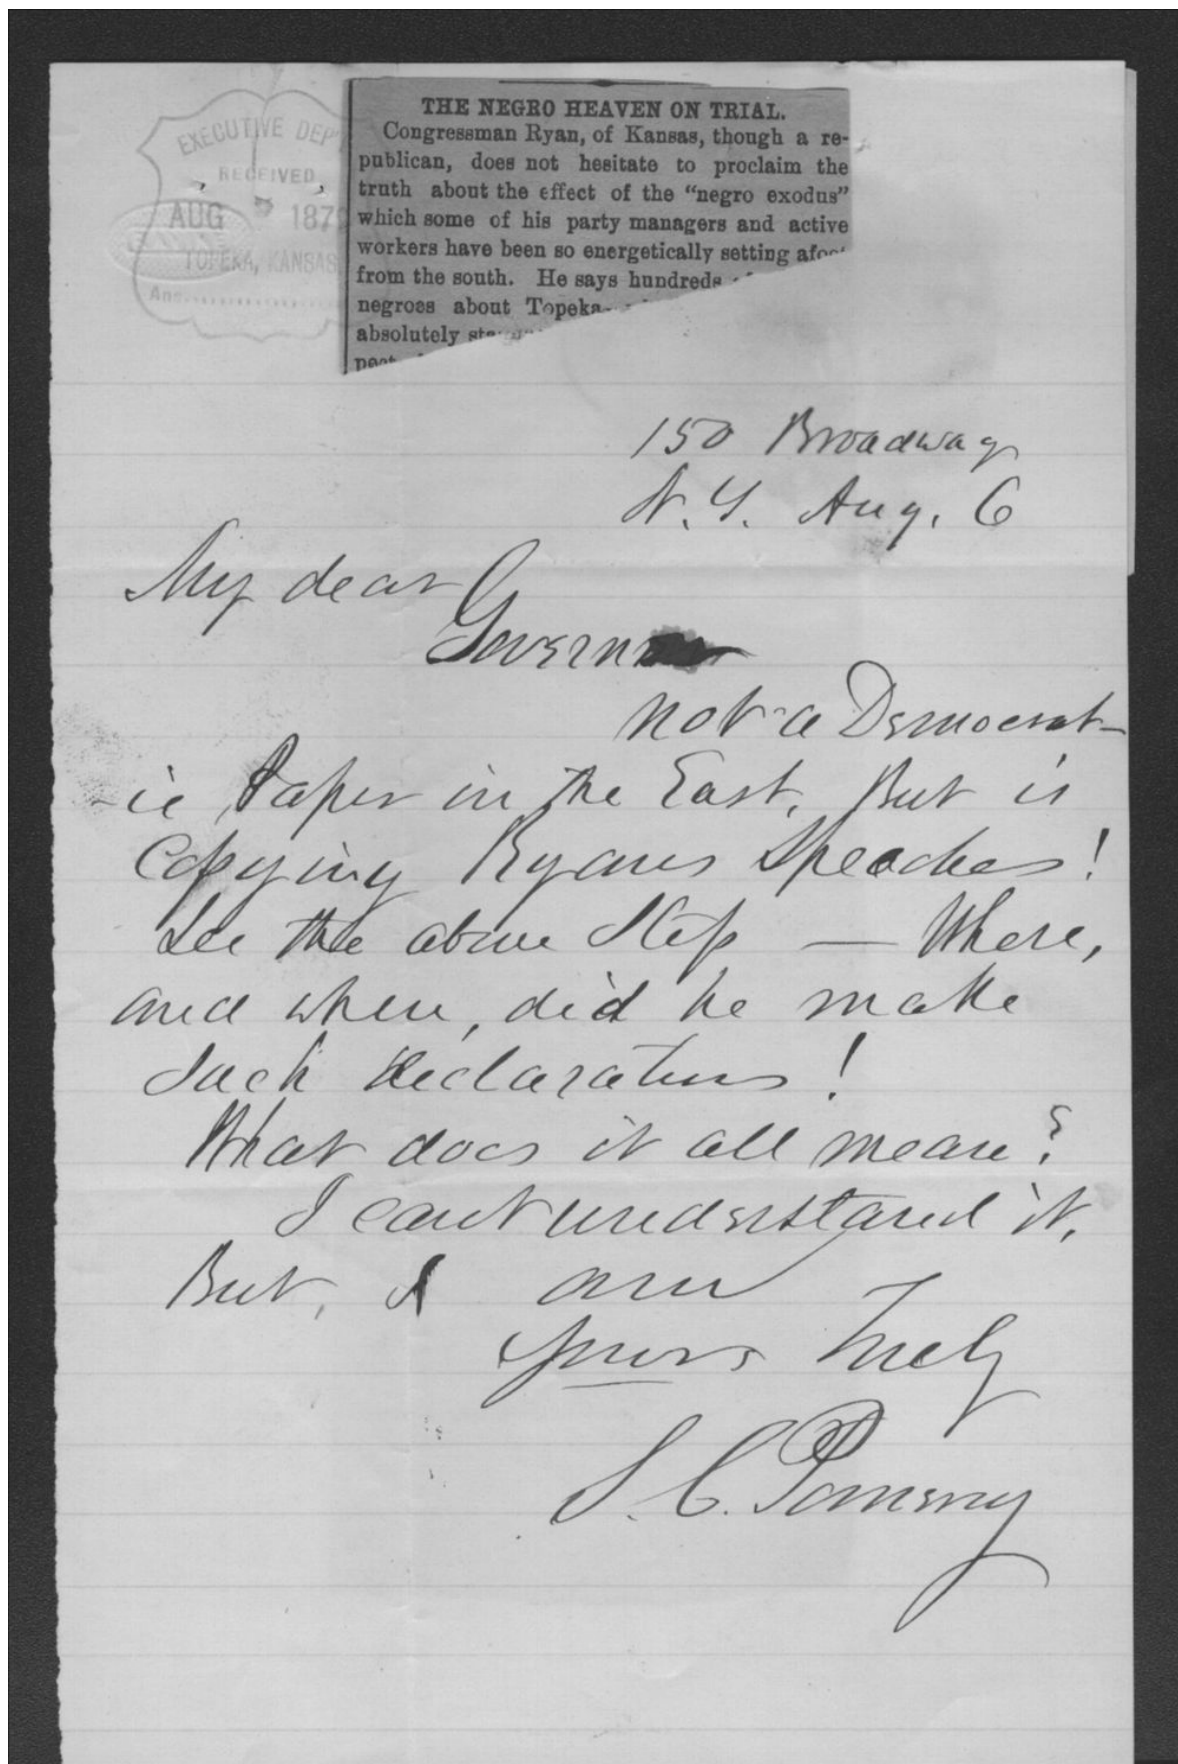 EXECUTIVE DEP
RECEIVED
AUG 187
TOPEKA, KANSAS
Ans
THE NEGRO HEAVEN ON TRIAL.
Congressman Ryan, of Kansas, though a re-
publican, does not hesitate to proclaim the
truth about the effect of the "negro exodus"
which some of his party managers and active
workers have been so energetically setting afoot
from the south. He says hundreds
negroes about Topeka
absolutely
150 Broadway
N.Y. Aug. 6
My dear
Governor
not a Democrat-
-ic Paper in the East, But is
Copying Ryans Speeches!
See the above Slip — Where,
and when, did he make
Such declarations!
What does it all mean?
I cant understand it,
But, I am
Yours Truly
S. C. Pomeroy